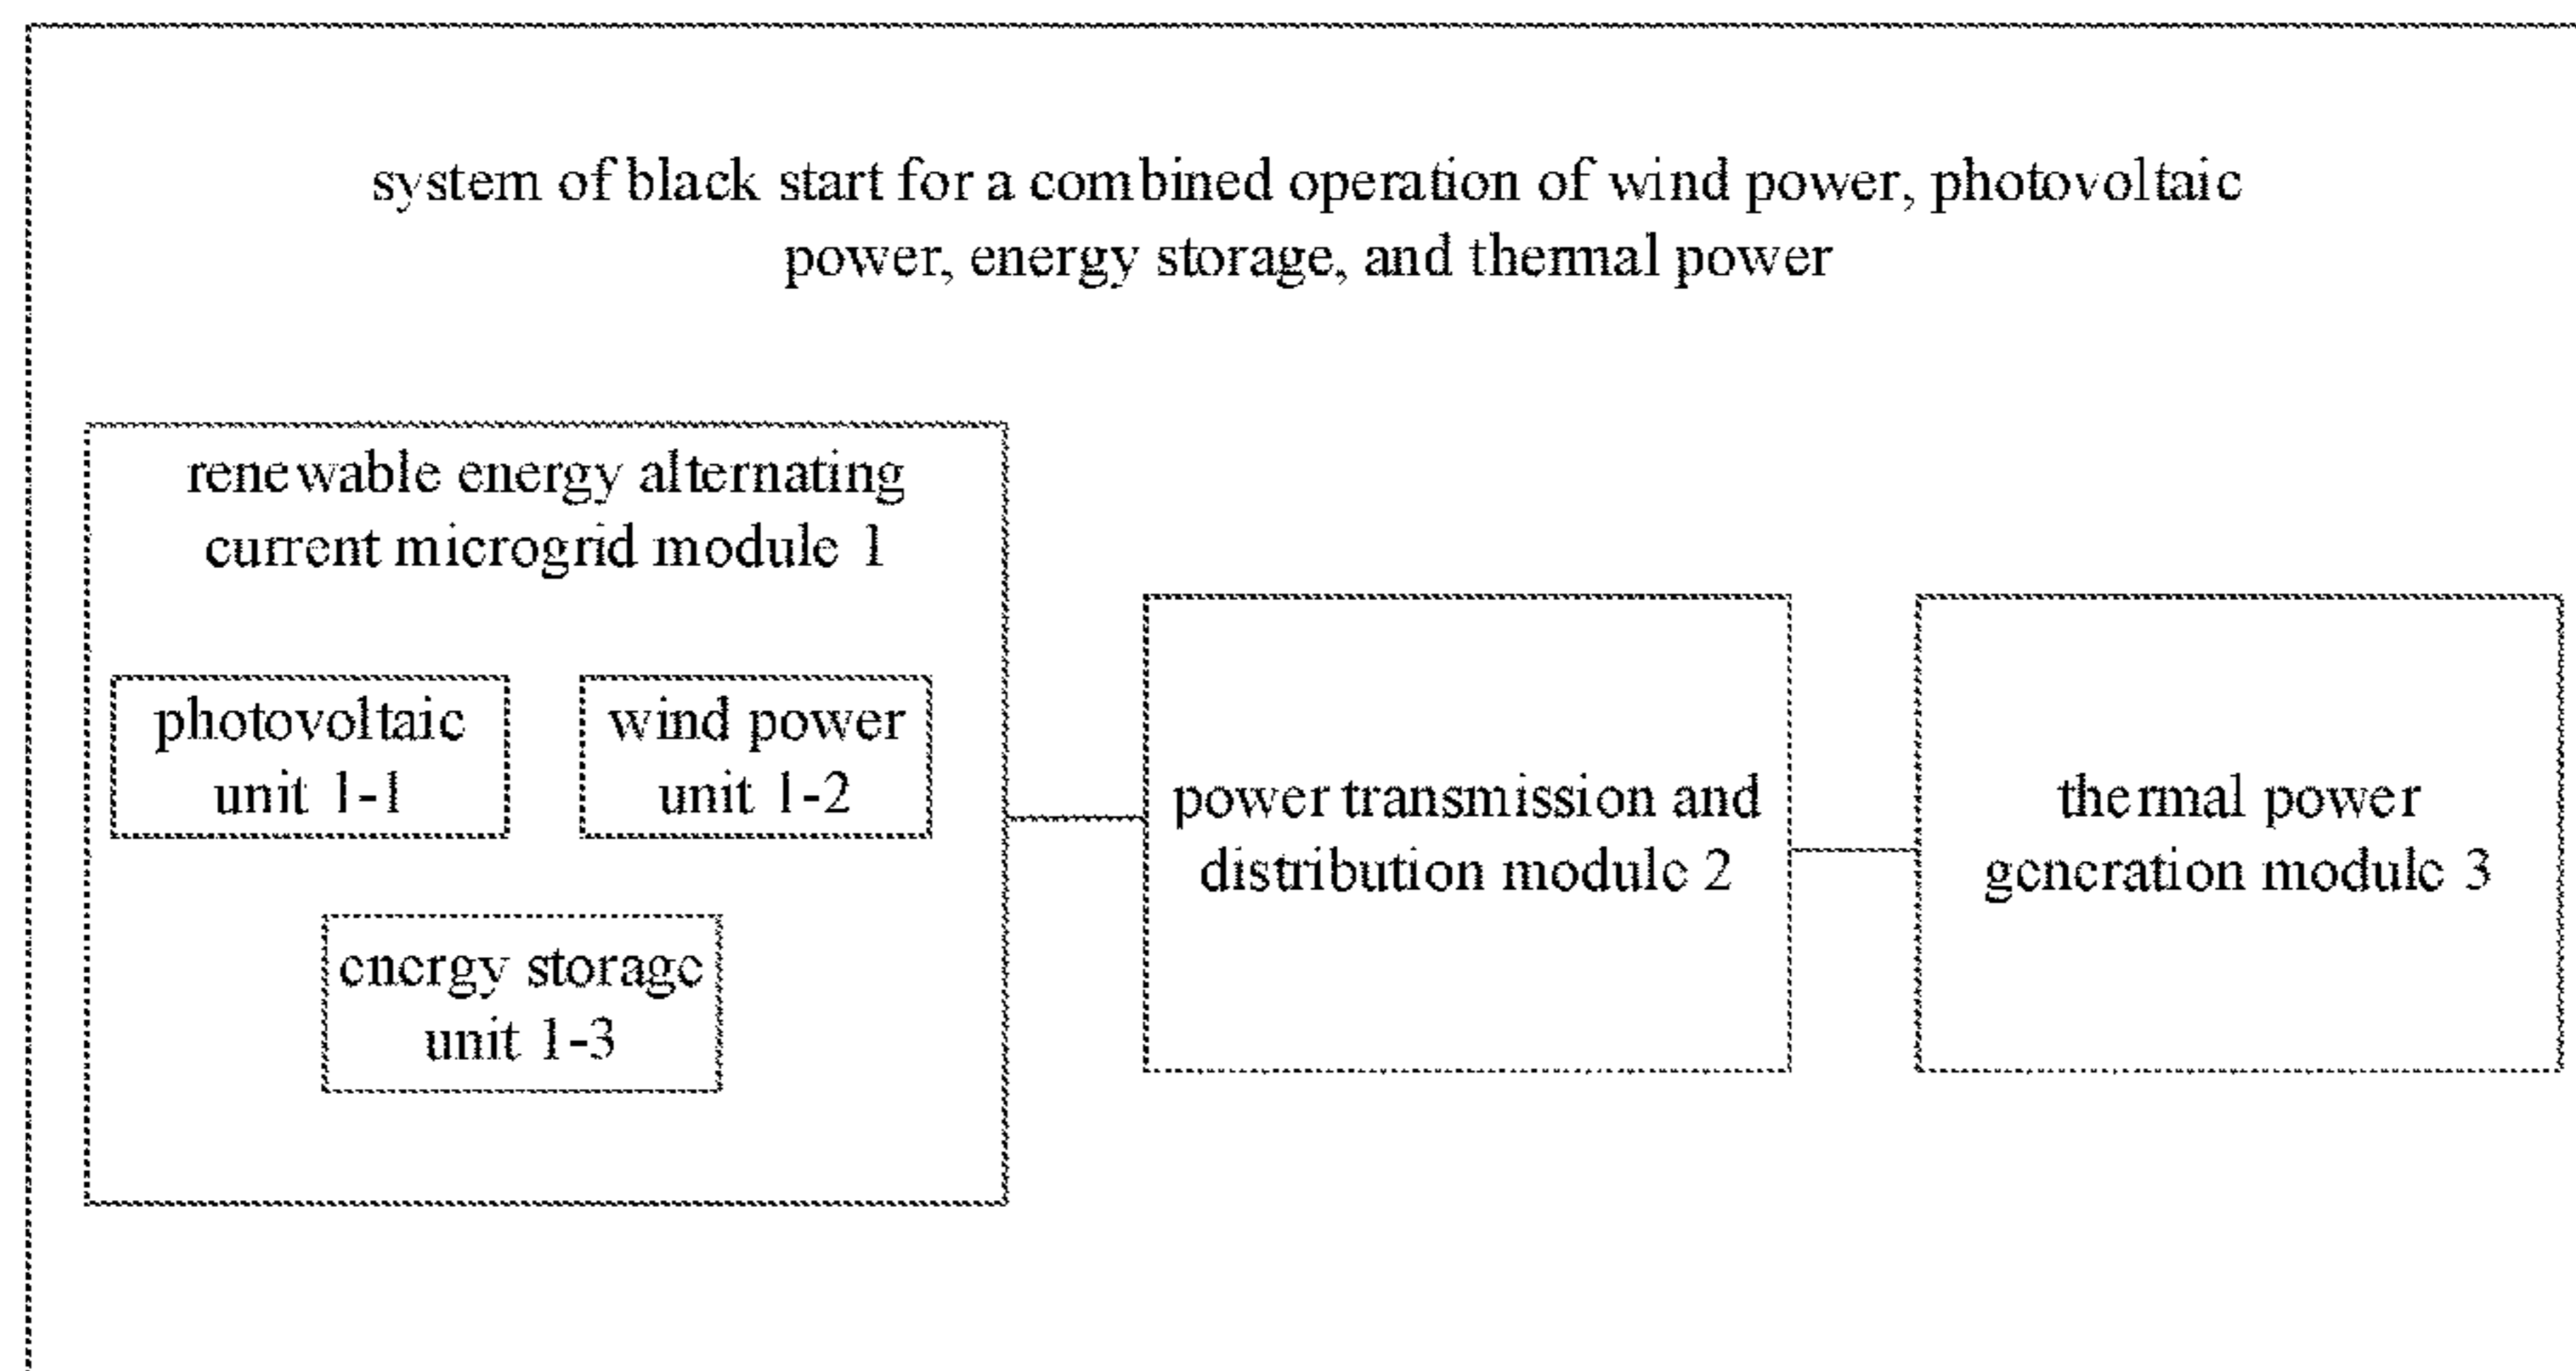 system of black start for a combined operation of wind power, photovoltaic
power, energy storage, and thermal power
renewable energy alternating
current microgrid module 1
photovoltaic
unit 1-1
wind power
unit 1-2
energy storage
unit 1-3
power transmission and
distribution module 2
thermal power
generation module 3